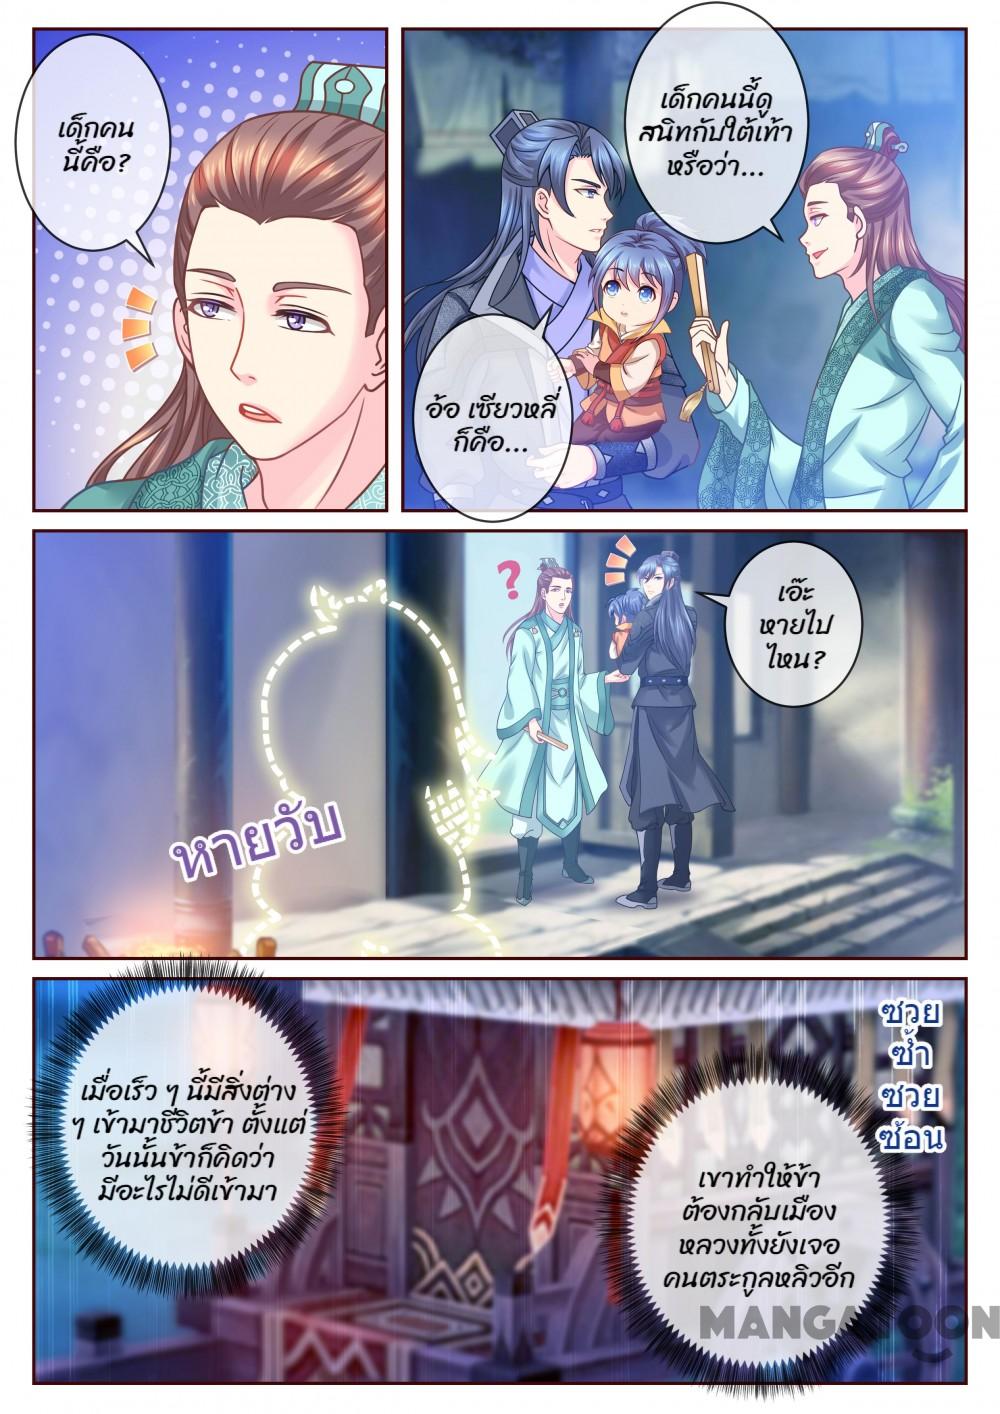 เด็กคน
นี้คือ?
เด็กคนนี้ดู
สนิทกับใต้เท้า
หรือว่า...
อ้อ เซียวหลี่
ก็คือ...
?
เอ๊ะ
หายไป
ไหน?
หายวับ
เมื่อเร็ว ๆ นี้มีสิ่งต่าง
ๆ เข้ามาชีวิตข้า ตั้งแต่
วันนั้นข้าก็คิดว่า
มีอะไรไม่ดีเข้ามา
ซวย
ซ้ำ
ซวย
ซ้อน
เขาทำให้ข้า
ต้องกลับเมือง
หลวงทั้งยังเจอ
คนตระกูลหลิวอีก
MANGATOON